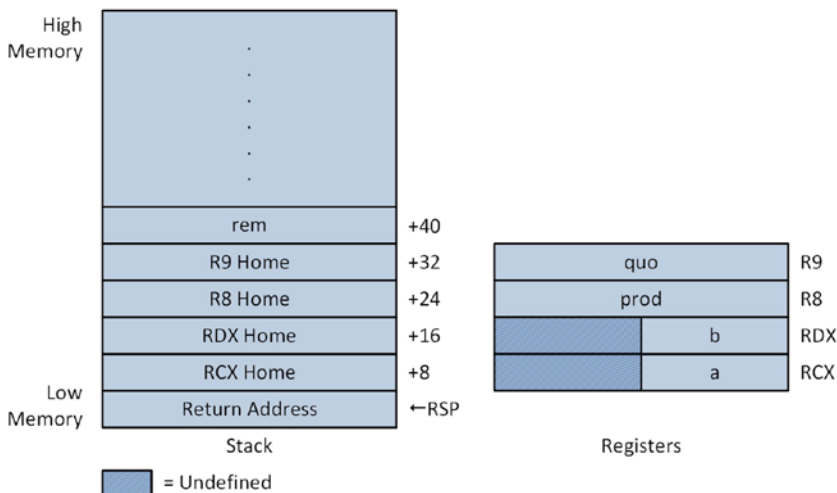 High
Memory
rem +40
R9 Home +32 quo R9
R8 Home +24 prod R8
RDX Home +16 b RDX
RCX Home +8 a RCX
Low
Memory
Return Address ←RSP
Stack Registers
= Undefined